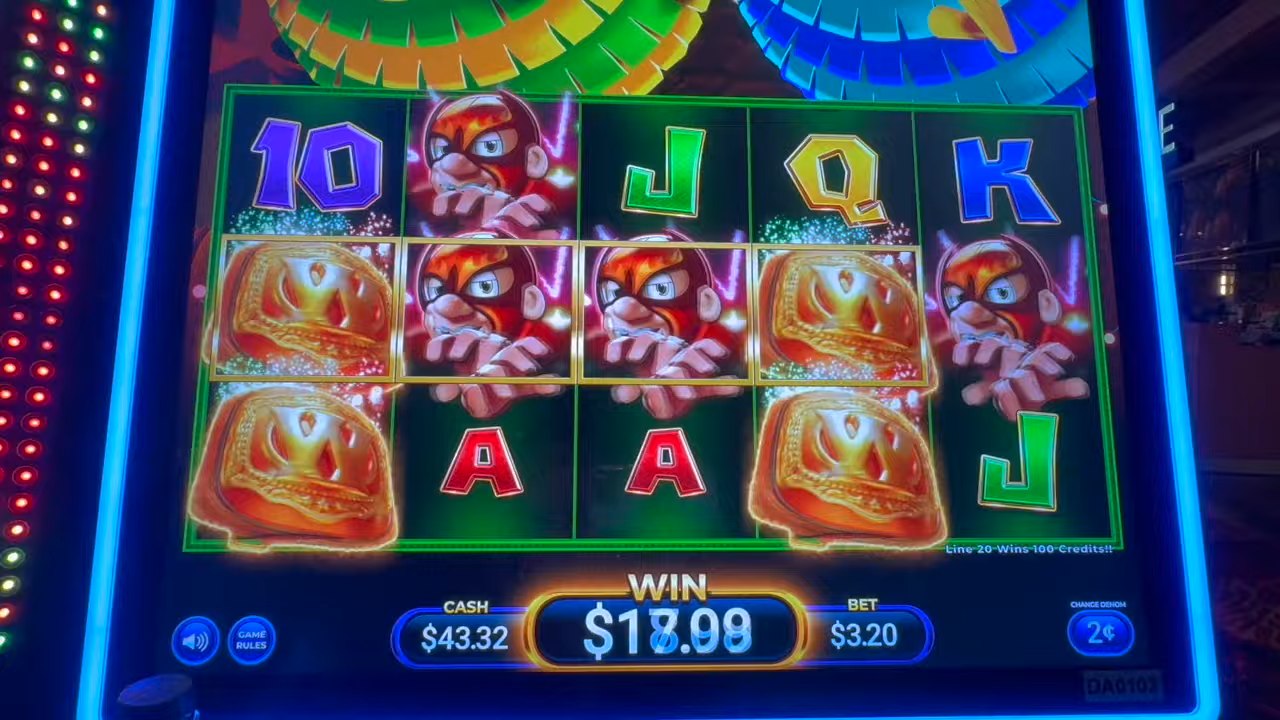 10 J Q K
E
A A J
Line 20 Wins 100 Credits!!
WIN
CASH BET CHANGE DENOM
$43.32 $3.20 2¢
GAME
RULES
DA0103